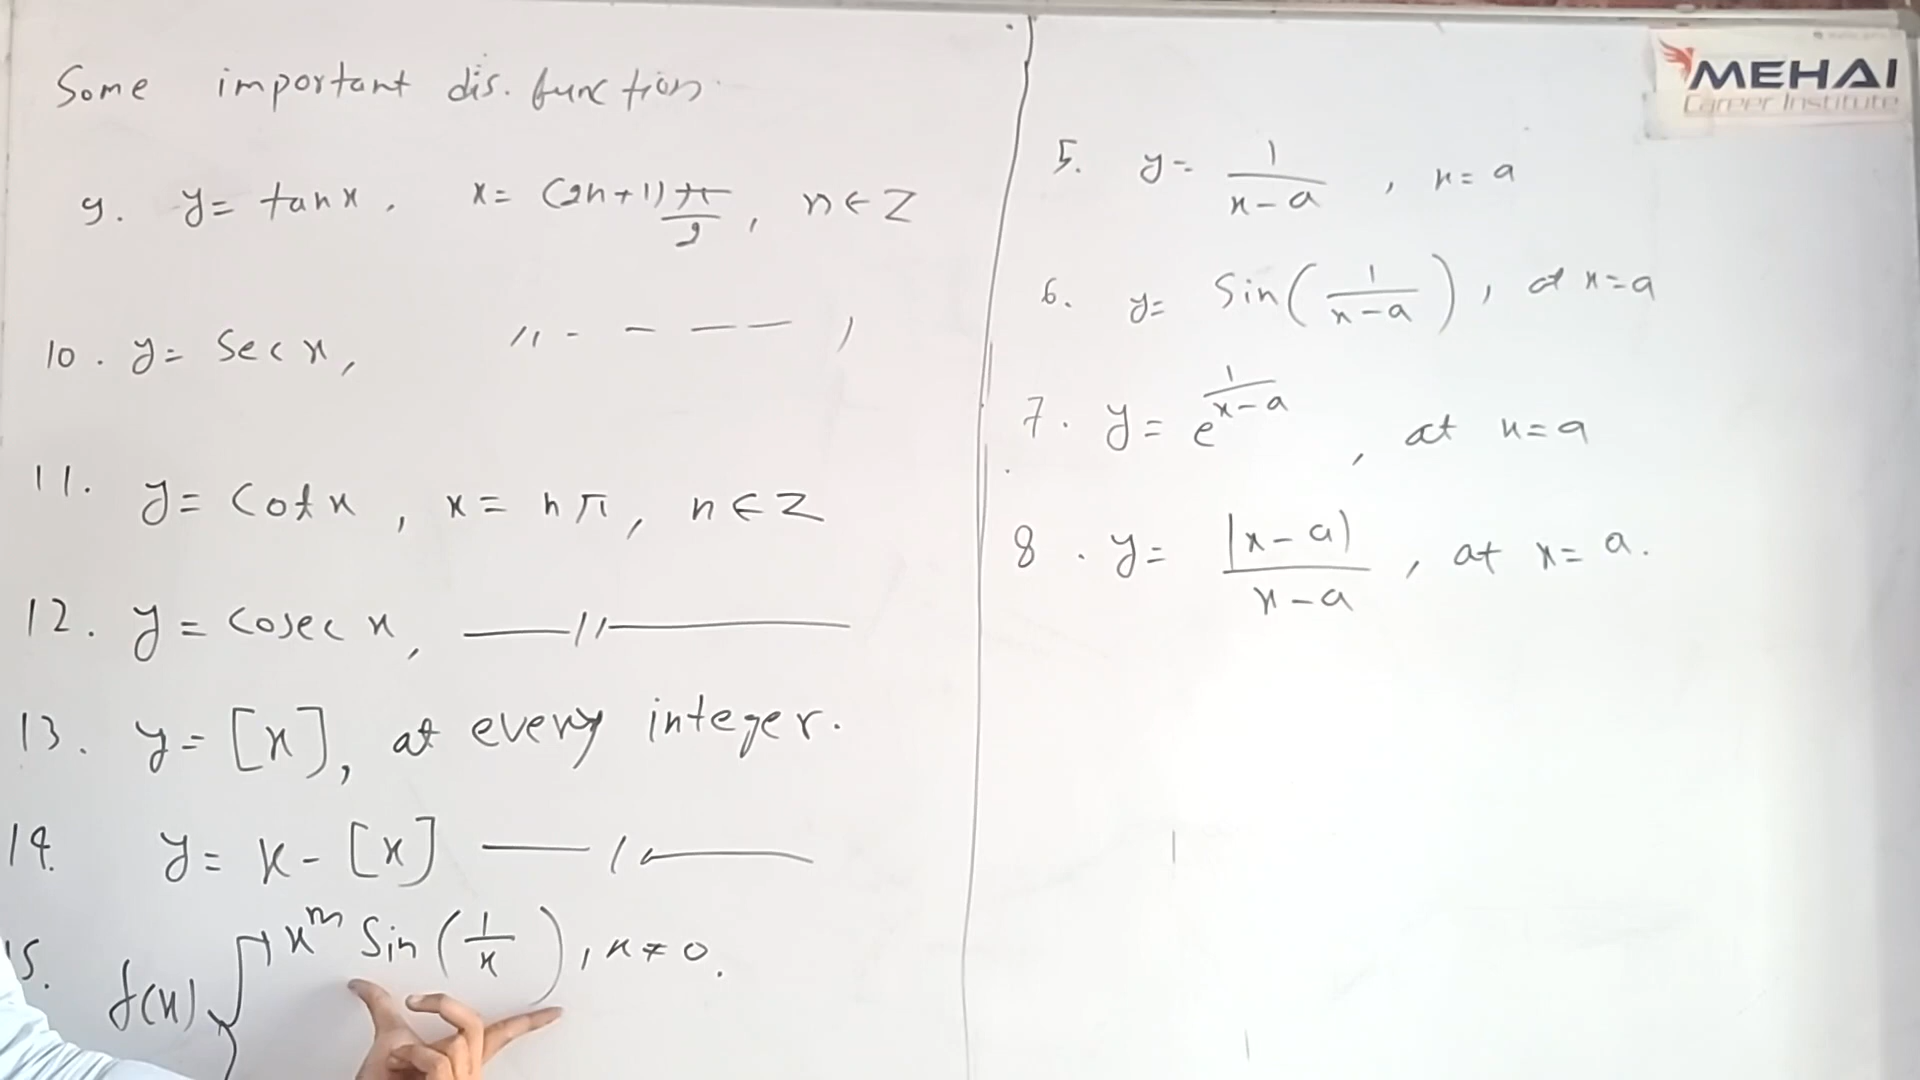 Some important dis. function.
9. y = tan x, x = (2n+1) π/2, n ∈ Z
10. y = Sec x, " - - - - ,
11. y = Cot x, x = nπ, n ∈ Z
12. y = Cosec x, —— " ——
13. y = [x], at every integer.
14. y = x - [x] —— " ——
15. f(x) { x^m Sin(1/x), x ≠ 0.
MEHAI
Career Institute
5. y = 1/(x-a), x = a
6. y = Sin(1/(x-a)), at x = a
7. y = e^(1/(x-a)), at x = a
8. y = |x-a|/(x-a), at x = a.